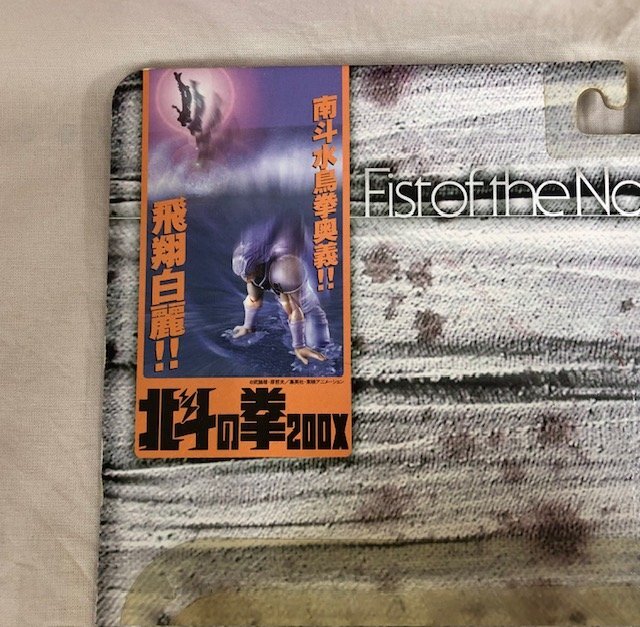 南斗水鳥拳奥義!!
飛翔白麗!!
©武論尊・原哲夫/集英社・東映アニメーション
北斗の拳200X
Fist of the No